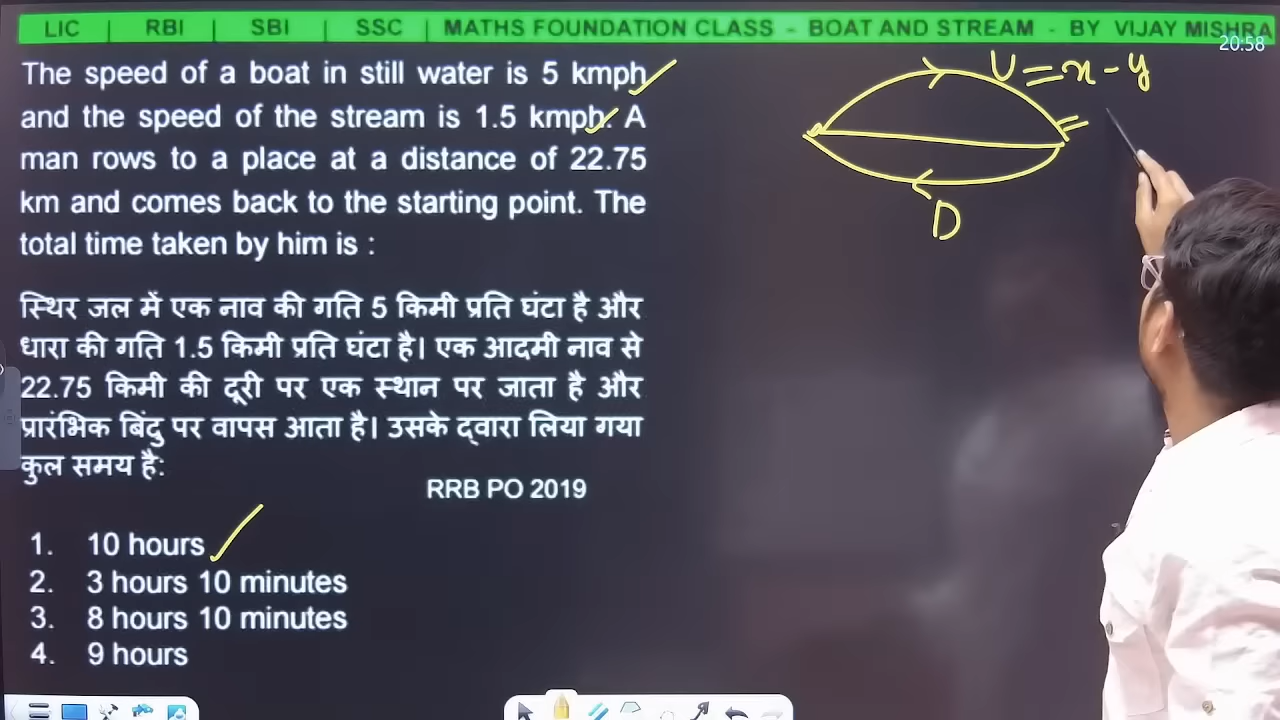 LIC | RBI | SBI | SSC | MATHS FOUNDATION CLASS - BOAT AND STREAM - BY VIJAY MISHRA
20:58
The speed of a boat in still water is 5 kmph
and the speed of the stream is 1.5 kmph. A
man rows to a place at a distance of 22.75
km and comes back to the starting point. The
total time taken by him is :
स्थिर जल में एक नाव की गति 5 किमी प्रति घंटा है और
धारा की गति 1.5 किमी प्रति घंटा है। एक आदमी नाव से
22.75 किमी की दूरी पर एक स्थान पर जाता है और
प्रारंभिक बिंदु पर वापस आता है। उसके द्वारा लिया गया
कुल समय है:
RRB PO 2019
1. 10 hours
2. 3 hours 10 minutes
3. 8 hours 10 minutes
4. 9 hours
U = x - y
D